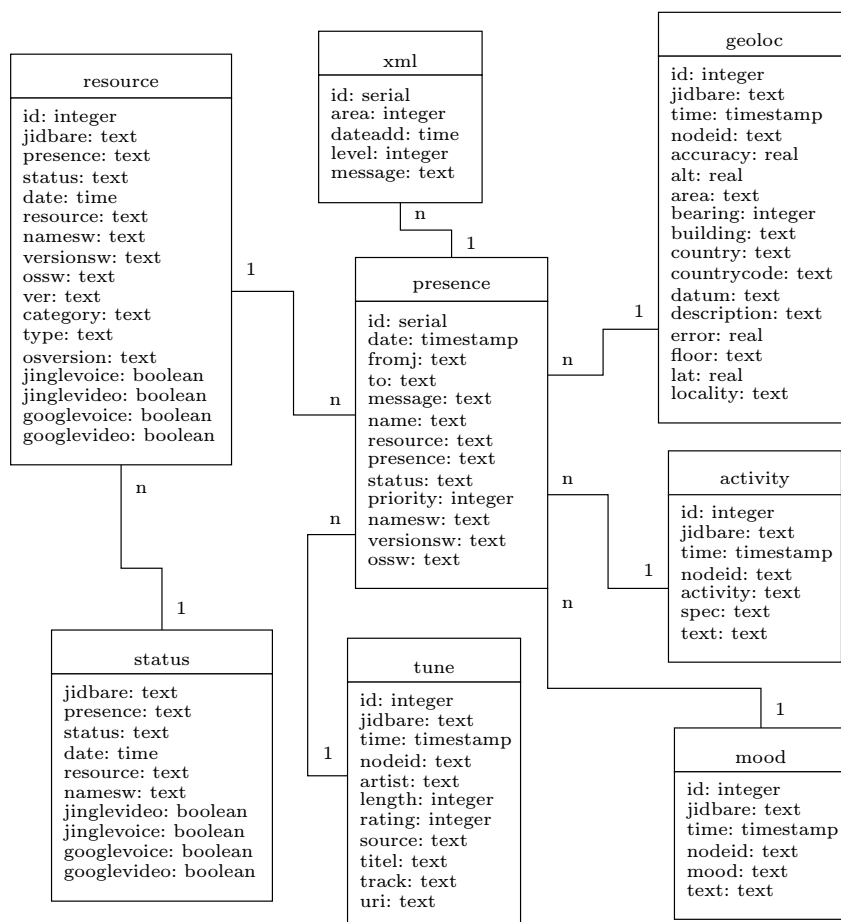 resource
id: integer
jidbare: text
presence: text
status: text
date: time
resource: text
namesw: text
versionsw: text
ossw: text
ver: text
category: text
type: text
osversion: text
jinglevoice: boolean
jinglevideo: boolean
googlevoice: boolean
googlevideo: boolean
xml
id: serial
area: integer
dateadd: time
level: integer
message: text
geoloc
id: integer
jidbare: text
time: timestamp
nodeid: text
accuracy: real
alt: real
area: text
bearing: integer
building: text
country: text
countrycode: text
datum: text
description: text
error: real
floor: text
lat: real
locality: text
n
1
1
n
1
n
presence
id: serial
date: timestamp
fromj: text
to: text
message: text
name: text
resource: text
presence: text
status: text
priority: integer
namesw: text
versionsw: text
ossw: text
n
1
activity
id: integer
jidbare: text
time: timestamp
nodeid: text
activity: text
spec: text
text: text
n
1
status
jidbare: text
presence: text
status: text
date: time
resource: text
namesw: text
jinglevideo: boolean
jinglevoice: boolean
googlevoice: boolean
googlevideo: boolean
n
1
tune
id: integer
jidbare: text
time: timestamp
nodeid: text
artist: text
length: integer
rating: integer
source: text
titel: text
track: text
uri: text
n
1
mood
id: integer
jidbare: text
time: timestamp
nodeid: text
mood: text
text: text